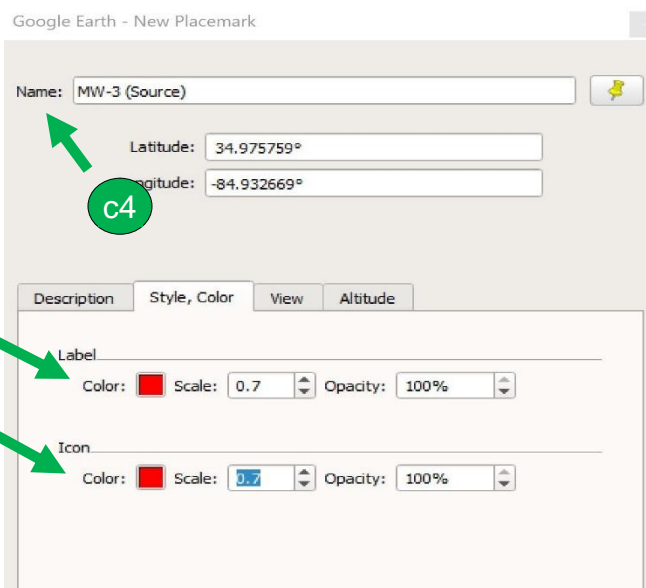 Google Earth - New Placemark
Name: MW-3 (Source)
Latitude: 34.975759°
ngitude: -84.932669°
c4
Description Style, Color View Altitude
Label
Color: Scale: 0.7 Opacity: 100%
Icon
Color: Scale: 0.7 Opacity: 100%